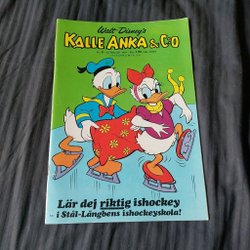 Walt Disney's
KALLE ANKA & C:O
Lär dej riktig ishockey
i Stål-Långbens ishockeyskola!